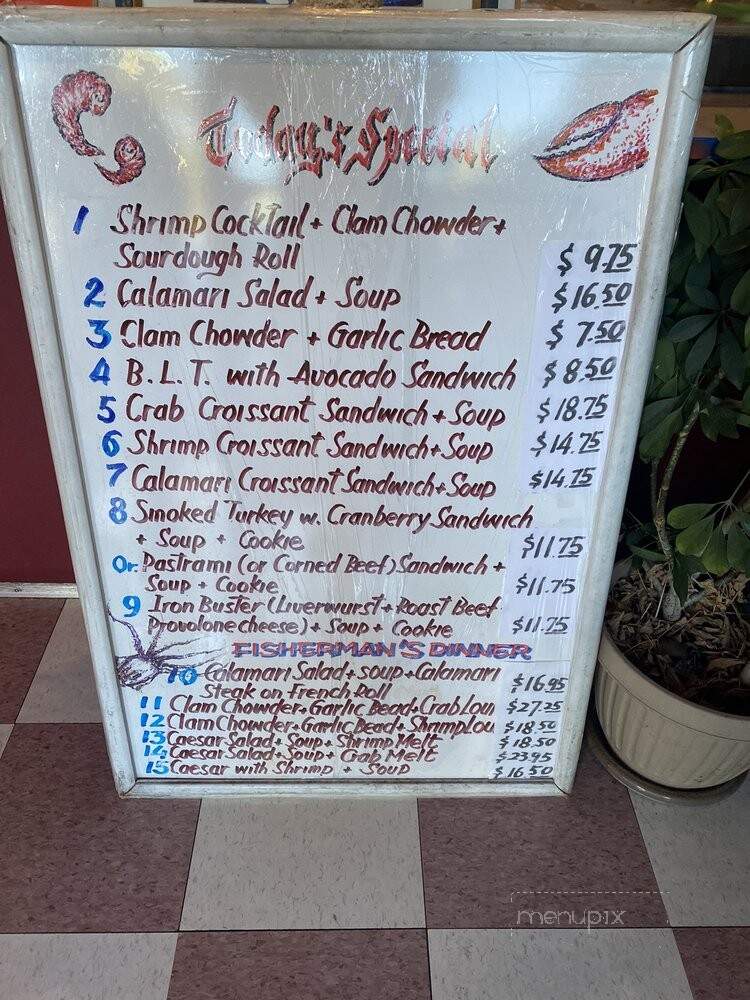 Today's Special
1 Shrimp Cocktail + Clam Chowder +
Sourdough Roll $ 9.75
2 Calamari Salad + Soup $16.50
3 Clam Chowder + Garlic Bread $ 7.50
4 B.L.T. with Avocado Sandwich $ 8.50
5 Crab Croissant Sandwich + Soup $18.75
6 Shrimp Croissant Sandwich + Soup $14.75
7 Calamari Croissant Sandwich + Soup $14.75
8 Smoked Turkey w. Cranberry Sandwich
+ Soup + Cookie $11.75
Or. Pastrami (or Corned Beef) Sandwich +
Soup + Cookie $11.75
9 Iron Buster (Liverwurst + Roast Beef
Provolone cheese) + Soup + Cookie $11.75
FISHERMAN'S DINNER
10 Calamari Salad + soup + Calamari
Steak on French Roll $16.95
11 Clam Chowder + Garlic Bead + Crab Lou $27.25
12 Clam Chowder + Garlic Bead + Shrimp Lou $18.50
13 Caesar Salad + Soup + Shrimp Melt $18.50
14 Caesar Salad + Soup + Crab Melt $23.95
15 Caesar with Shrimp + Soup $16.50
menupix